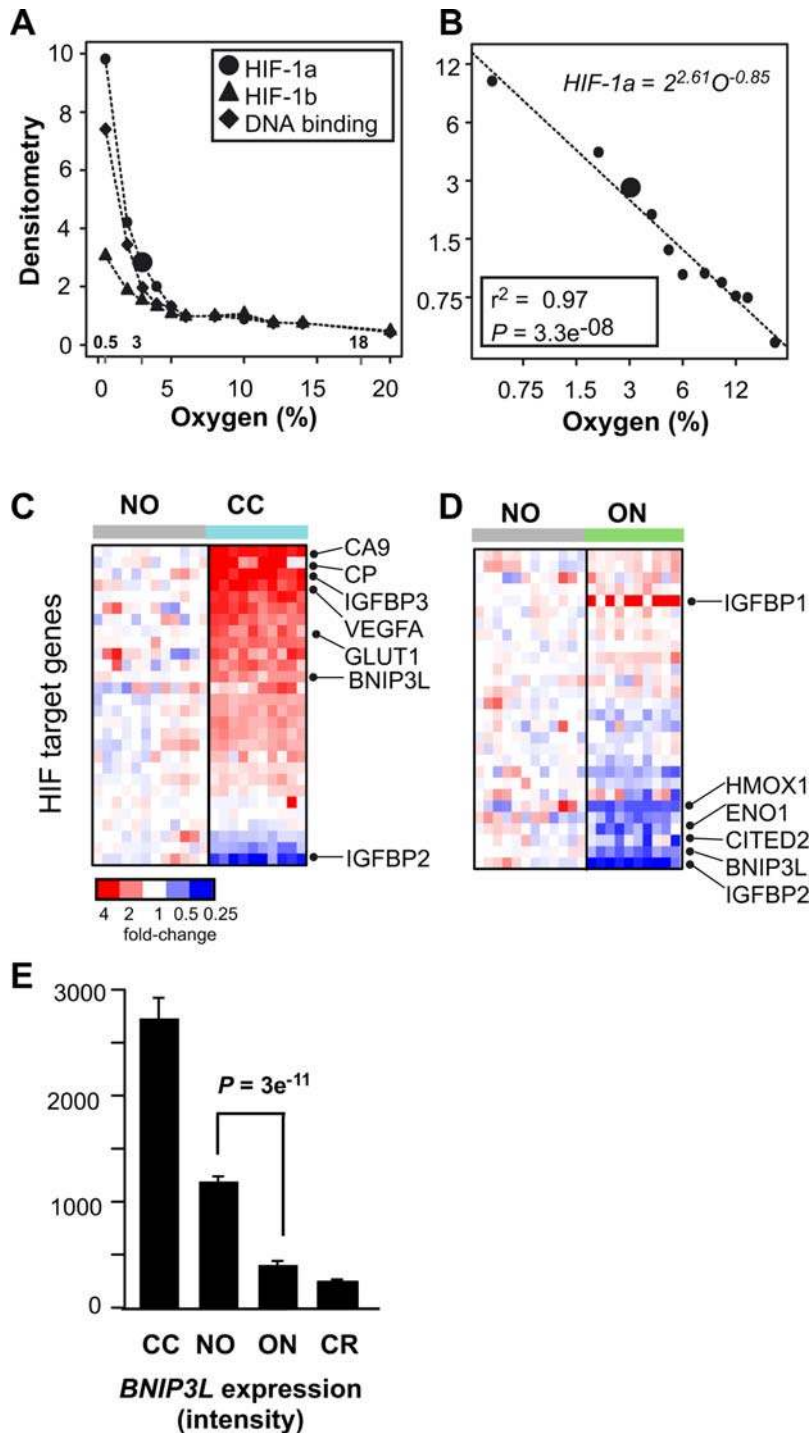 A
10
8
6
4
2
0
Densitometry
HIF-1a
HIF-1b
DNA binding
0.5 3 18
0 5 10 15 20
Oxygen (%)
B
12
6
3
1.5
0.75
HIF-1a = 2^2.61 O^-0.85
r² = 0.97
P = 3.3e^-08
0.75 1.5 3 6 12
Oxygen (%)
C
NO CC
HIF target genes
CA9
CP
IGFBP3
VEGFA
GLUT1
BNIP3L
IGFBP2
4 2 1 0.5 0.25
fold-change
D
NO ON
IGFBP1
HMOX1
ENO1
CITED2
BNIP3L
IGFBP2
E
3000
2000
1000
0
P = 3e^-11
CC NO ON CR
BNIP3L expression
(intensity)